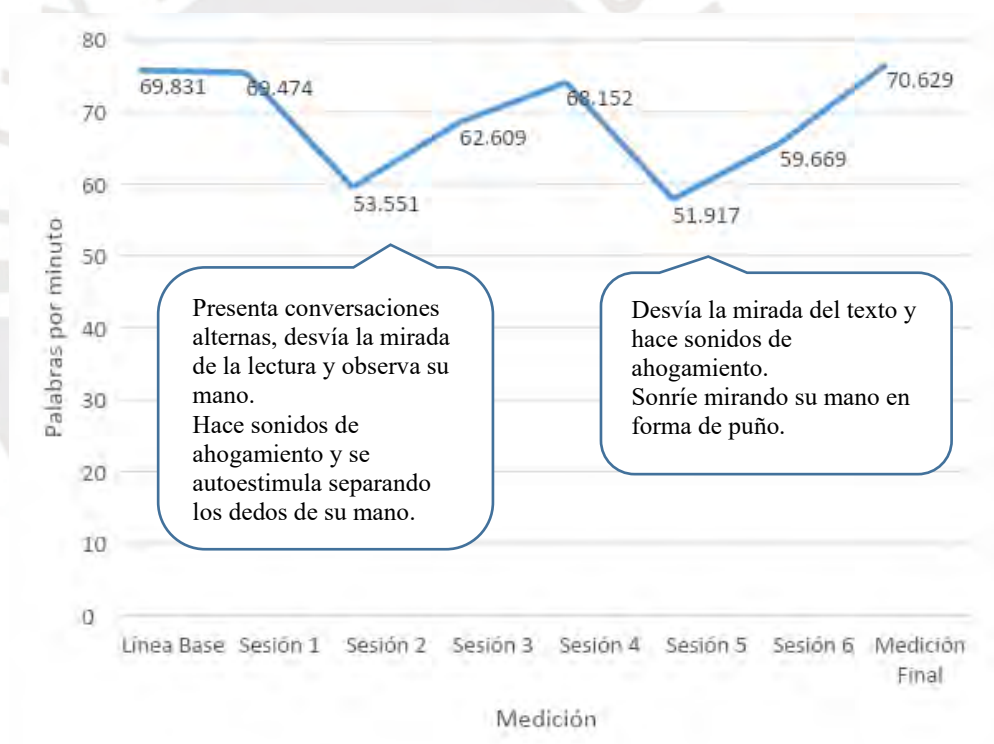 80
69.831
69.474
70.629
70
68.152
62.609
59.669
60
53.551
51.917
50
Presenta conversaciones
alternas, desvía la mirada
de la lectura y observa su
mano.
Hace sonidos de
ahogamiento y se
autoestimula separando
los dedos de su mano.
Desvía la mirada del texto y
hace sonidos de
ahogamiento.
Sonríe mirando su mano en
forma de puño.
40
30
20
10
0
Palabras por minuto
Línea Base Sesión 1 Sesión 2 Sesión 3 Sesión 4 Sesión 5 Sesión 6 Medición
Final
Medición